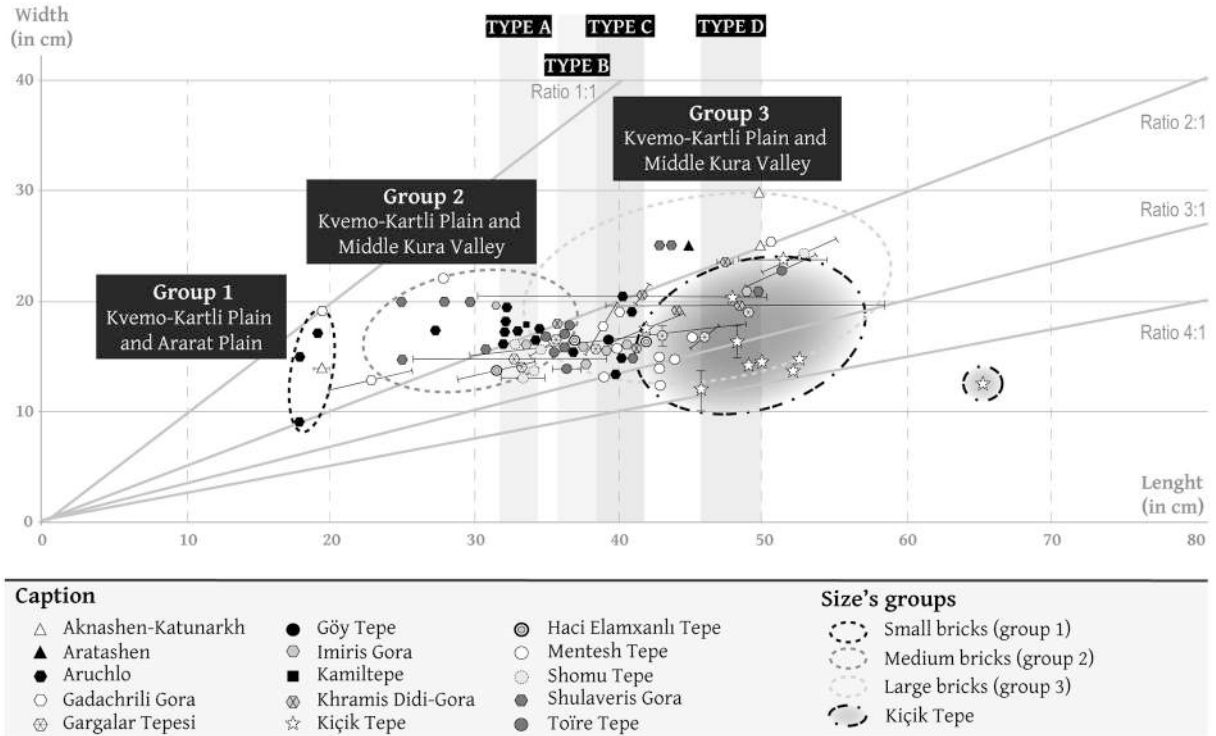 Width
(in cm)
TYPE A
TYPE C
TYPE D
TYPE B
40
Ratio 1:1
Group 3
Kvemo-Kartli Plain and
Middle Kura Valley
Ratio 2:1
30
Group 2
Kvemo-Kartli Plain and
Middle Kura Valley
Ratio 3:1
Group 1
Kvemo-Kartli Plain
and Ararat Plain
20
Ratio 4:1
10
Lenght
(in cm)
0
0 10 20 30 40 50 60 70 80
Caption
Aknashen-Katunarkh
Aratashen
Aruchlo
Gadachrili Gora
Gargalar Tepesi
Göy Tepe
Imiris Gora
Kamiltepe
Khramis Didi-Gora
Kiçik Tepe
Haci Elamxanlı Tepe
Mentesh Tepe
Shomu Tepe
Shulaveris Gora
Toïre Tepe
Size's groups
Small bricks (group 1)
Medium bricks (group 2)
Large bricks (group 3)
Kiçik Tepe